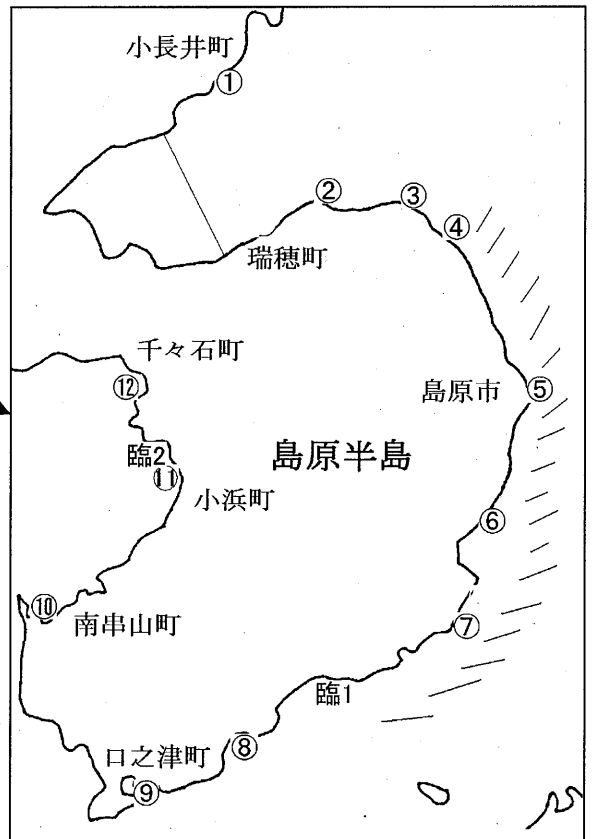 小長井町
①
②
③
④
瑞穂町
千々石町
⑫
島原市
⑤
臨2
⑪
島原半島
小浜町
⑥
⑩
南串山町
⑦
臨1
口之津町
⑧
⑨